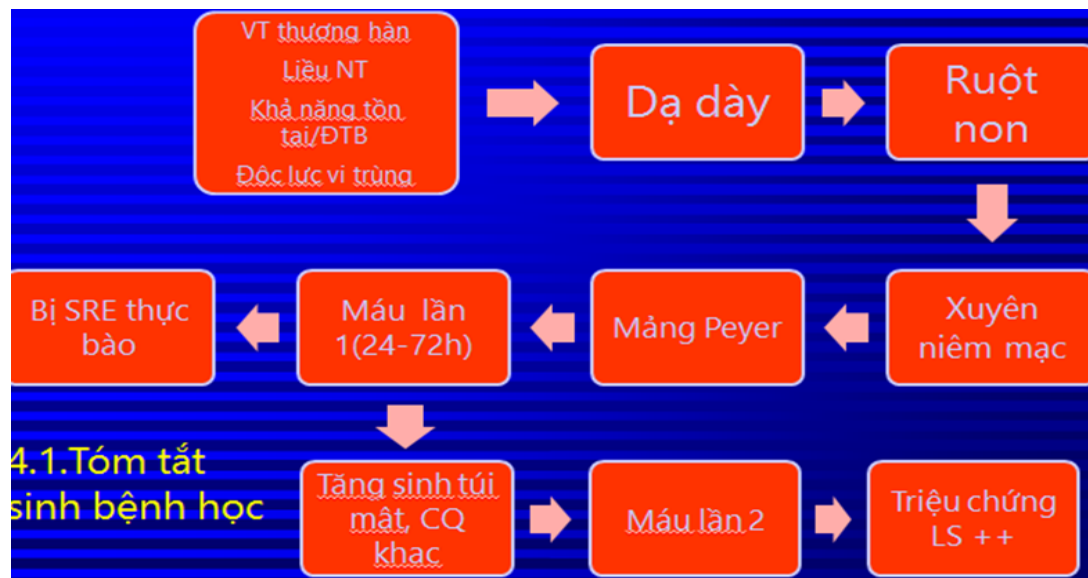 VT thương hàn
Liều NT
Khả năng tồn
tại/ĐTB
Độc lực vi trùng
Dạ dày
Ruột
non
Bị SRE thực
bào
Máu lần
1(24-72h)
Mảng Peyer
Xuyên
niêm mạc
4.1.Tóm tắt
sinh bệnh học
Tăng sinh túi
mật, CQ
khac
Máu lần 2
Triệu chứng
LS ++